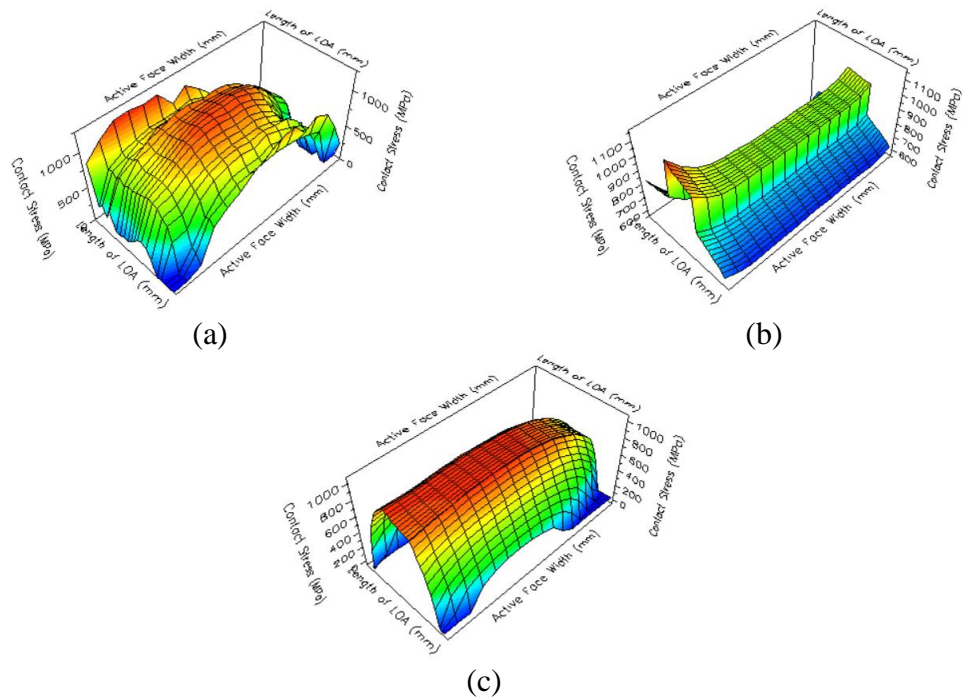 Active Face Width (mm)
Length of LOA (mm)
1000
500
Contact Stress (MPa)
Length of LOA (mm)
Active Face Width (mm)
1000
500
0
Contact Stress (MPa)
(a)
Active Face Width (mm)
Length of LOA (mm)
1100
1000
900
800
700
600
Contact Stress (MPa)
Length of LOA (mm)
Active Face Width (mm)
1100
1000
900
800
700
600
Contact Stress (MPa)
(b)
Active Face Width (mm)
Length of LOA (mm)
1000
800
600
400
200
Contact Stress (MPa)
Length of LOA (mm)
Active Face Width (mm)
1000
800
600
400
200
0
Contact Stress (MPa)
(c)